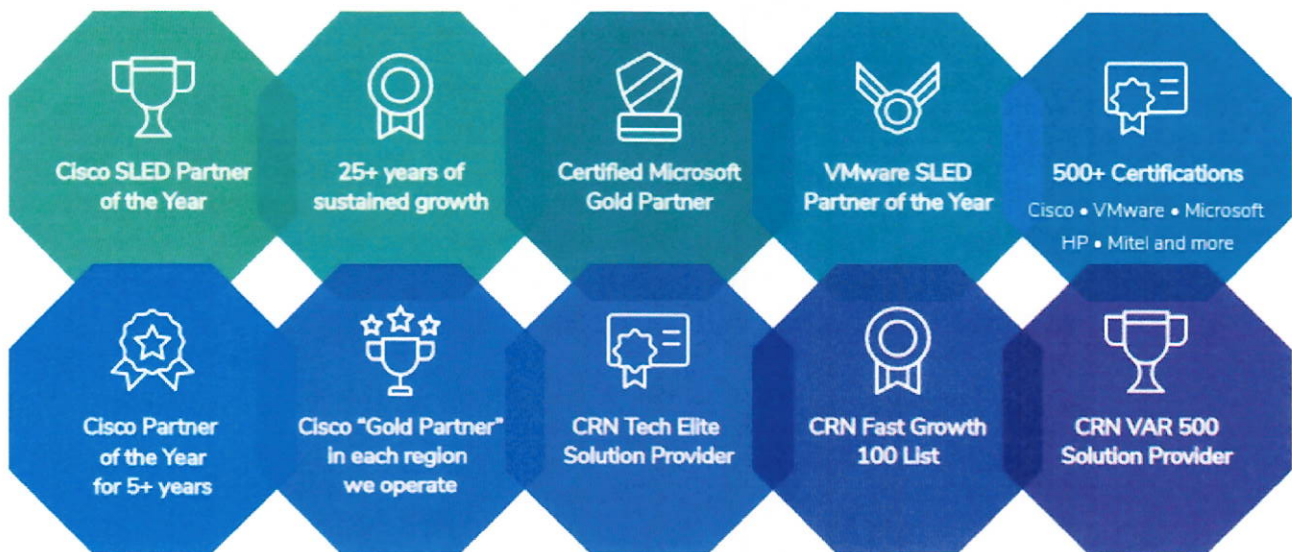 Cisco SLED Partner
of the Year
25+ years of
sustained growth
Certified Microsoft
Gold Partner
VMware SLED
Partner of the Year
500+ Certifications
Cisco • VMware • Microsoft
HP • Mitel and more
Cisco Partner
of the Year
for 5+ years
Cisco "Gold Partner"
in each region
we operate
CRN Tech Elite
Solution Provider
CRN Fast Growth
100 List
CRN VAR 500
Solution Provider